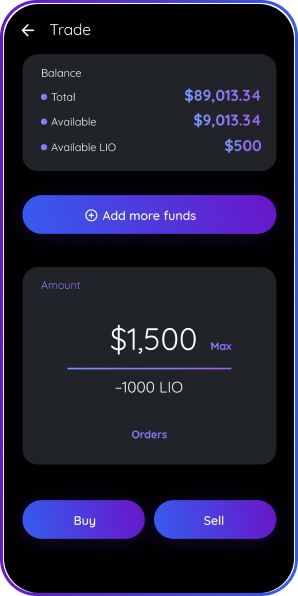 Trade
Balance
Total $89,013.34
Available $9,013.34
Available LIO $500
Add more funds
Amount
$1,500 Max
~1000 LIO
Orders
Buy Sell